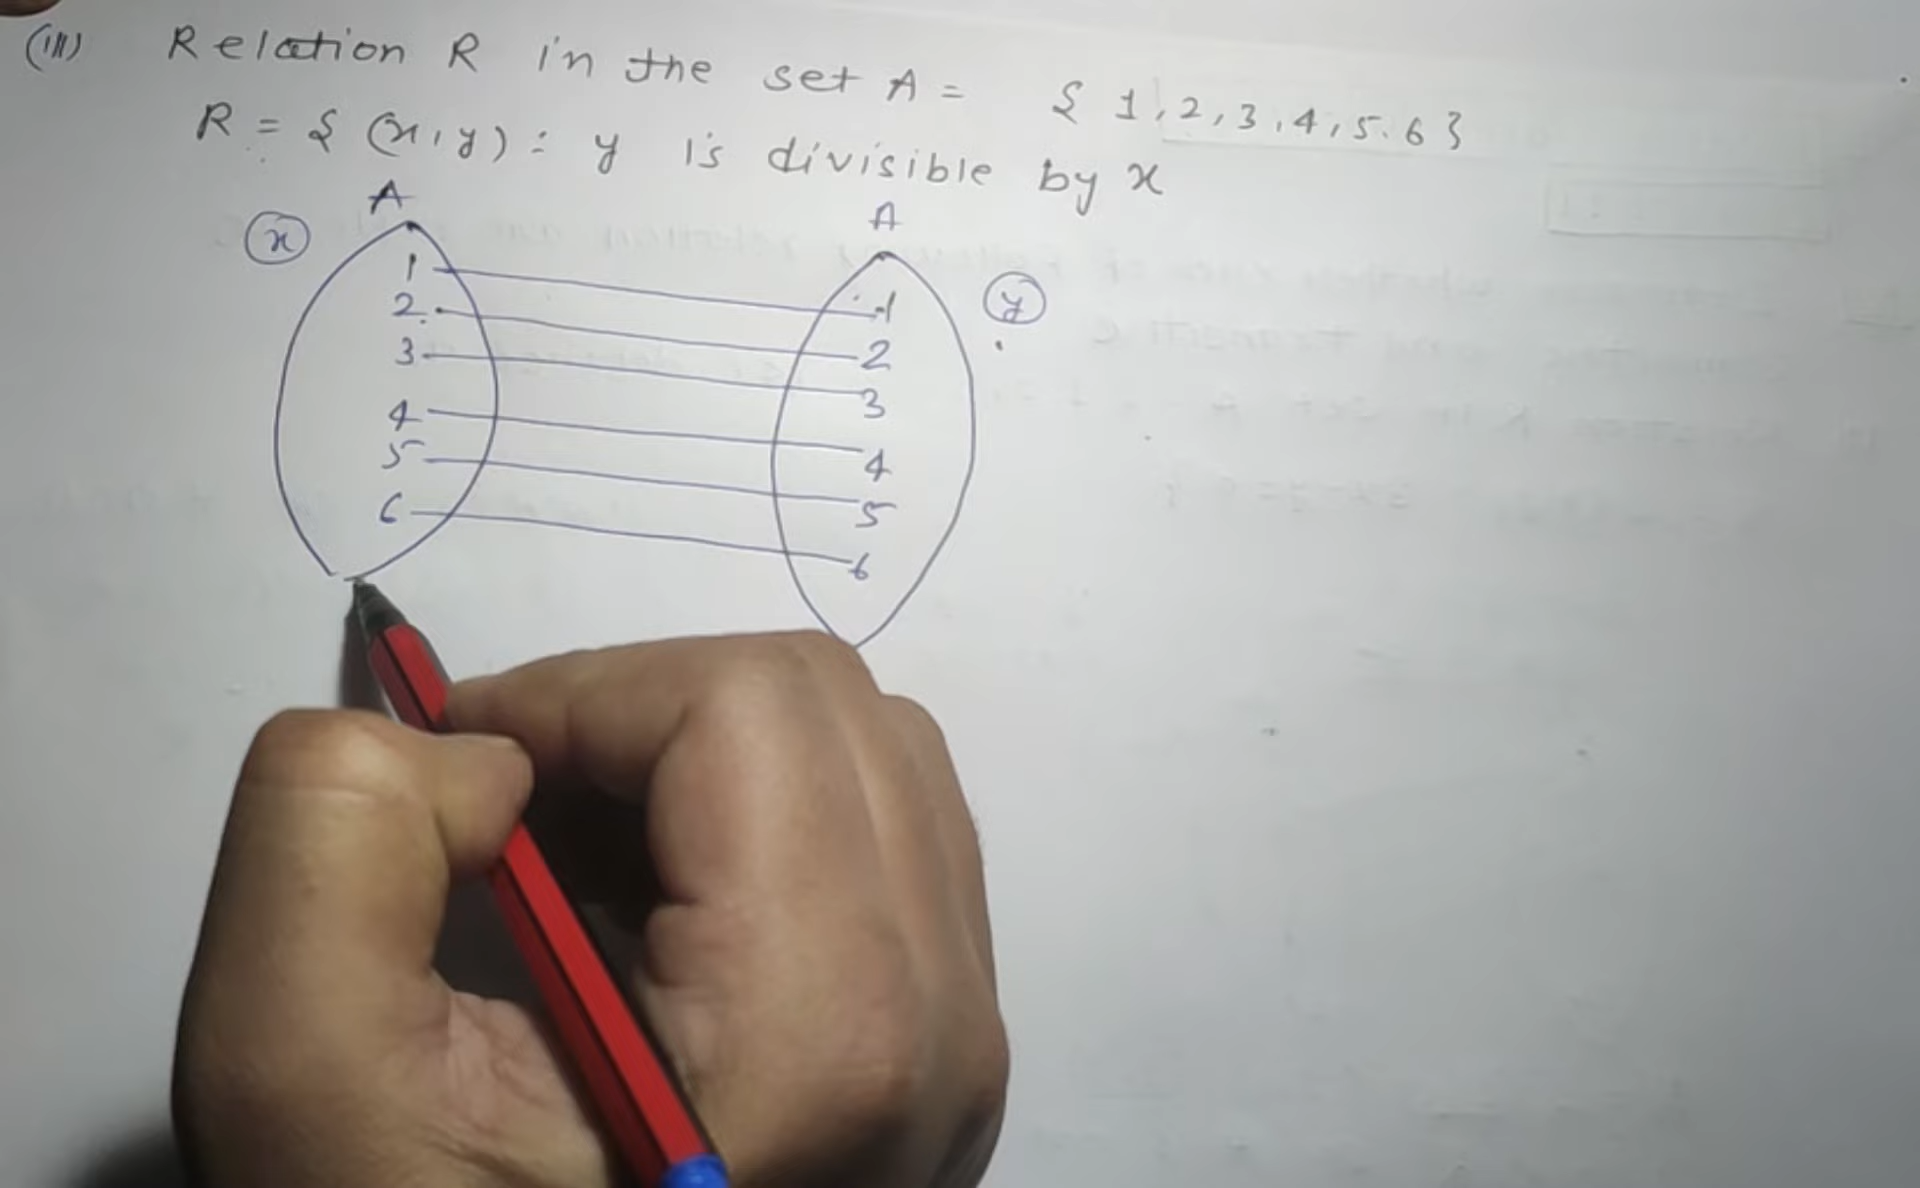 (iii) Relation R in the set A = { 1, 2, 3, 4, 5. 6 }
R = { (x, y) : y is divisible by x
A A
x y
1 1
2 2
3 3
4 4
5 5
6 6